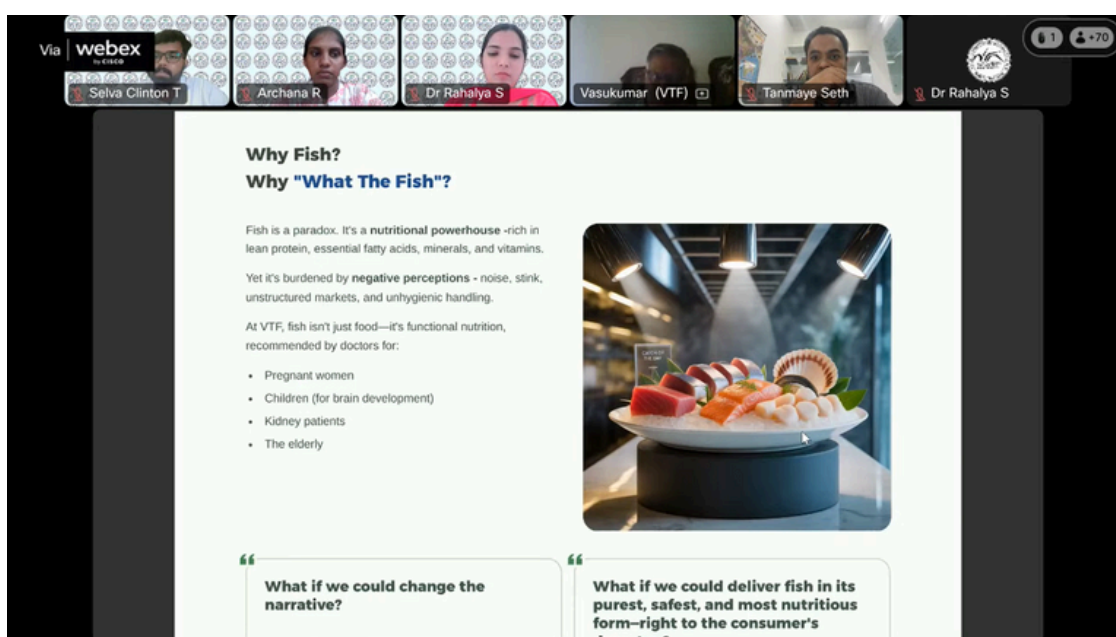 Via webex
by CISCO
1
+70
Selva Clinton T
Archana R
Dr Rahalya S
Vasukumar (VTF)
Tanmaye Seth
Dr Rahalya S
Why Fish?
Why "What The Fish"?
Fish is a paradox. It's a nutritional powerhouse -rich in
lean protein, essential fatty acids, minerals, and vitamins.
Yet it's burdened by negative perceptions - noise, stink,
unstructured markets, and unhygienic handling.
At VTF, fish isn't just food—it's functional nutrition,
recommended by doctors for:
• Pregnant women
• Children (for brain development)
• Kidney patients
• The elderly
What if we could change the
narrative?
What if we could deliver fish in its
purest, safest, and most nutritious
form—right to the consumer's